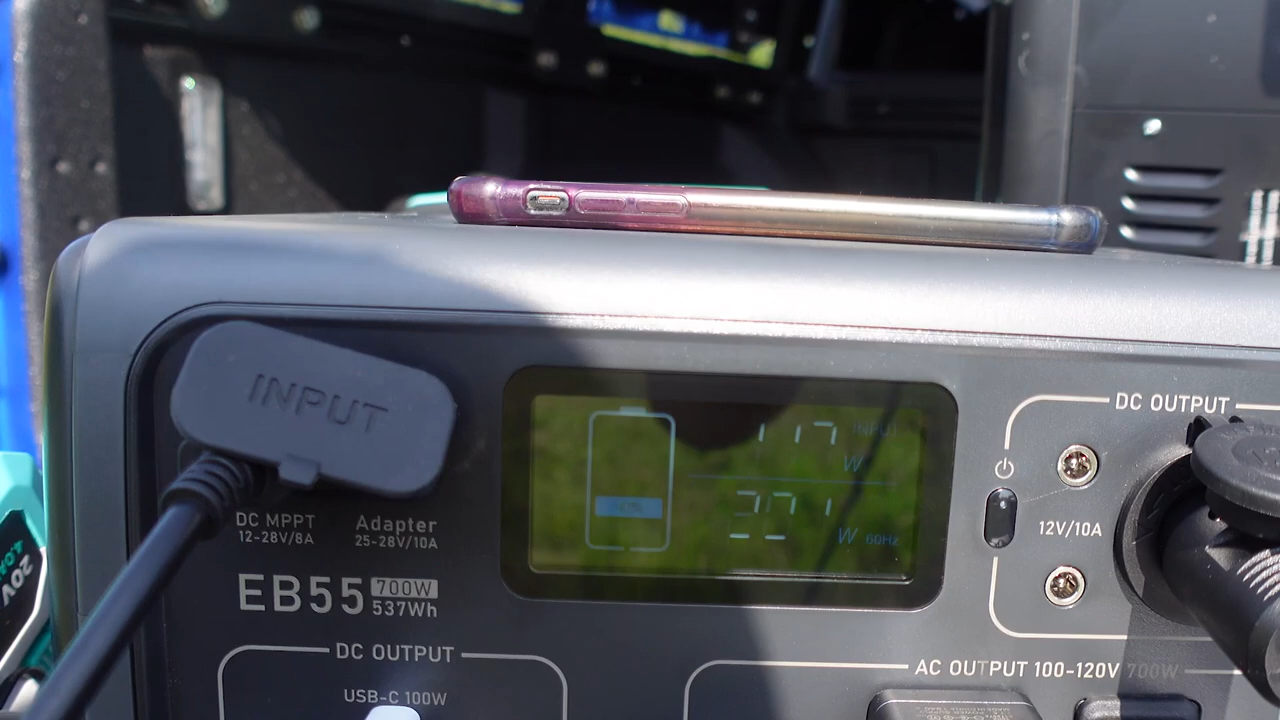 INPUT
DC MPPT
12-28V/8A
Adapter
25-28V/10A
EB55
700W
537Wh
117 INPUT
W
W 60Hz
DC OUTPUT
12V/10A
DC OUTPUT
USB-C 100W
AC OUTPUT 100-120V 700W
20V